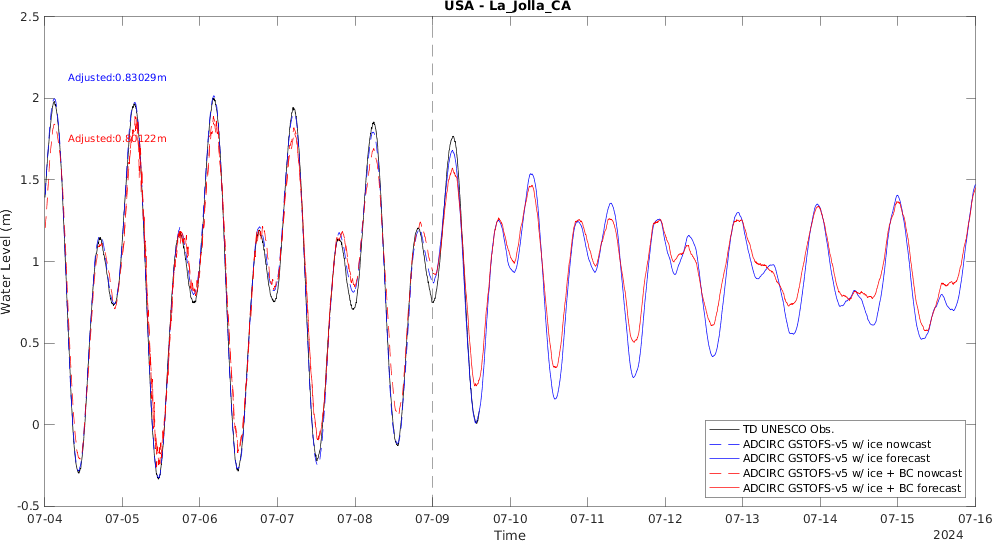 USA - La_Jolla_CA
2.5
2
1.5
1
0.5
0
-0.5
Water Level (m)
Adjusted:0.83029m
Adjusted:0.80122m
TD UNESCO Obs.
ADCIRC GSTOFS-v5 w/ ice nowcast
ADCIRC GSTOFS-v5 w/ ice forecast
ADCIRC GSTOFS-v5 w/ ice + BC nowcast
ADCIRC GSTOFS-v5 w/ ice + BC forecast
07-04 07-05 07-06 07-07 07-08 07-09 07-10 07-11 07-12 07-13 07-14 07-15 07-16
Time
2024